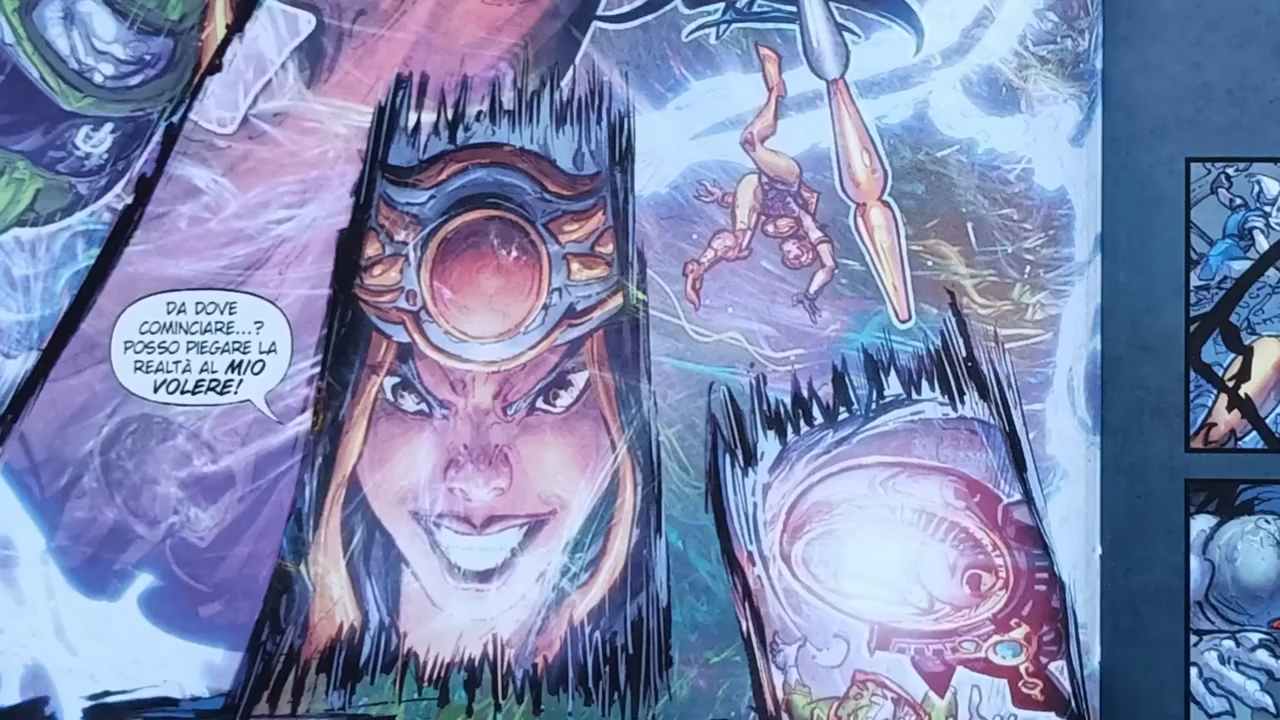 DA DOVE
COMINCIARE...?
POSSO PIEGARE LA
REALTÀ AL MIO
VOLERE!